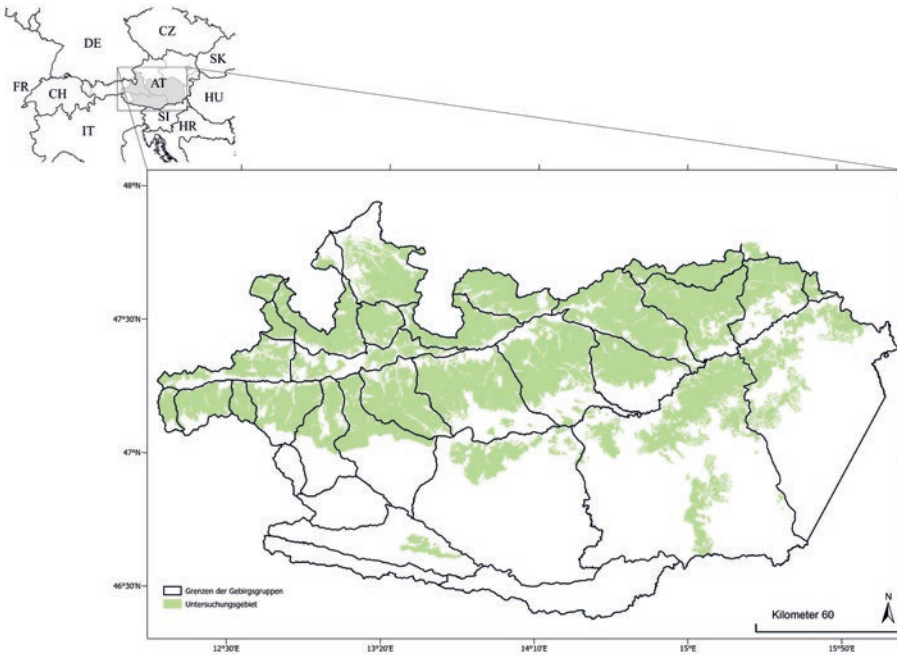 DE
CZ
SK
FR
CH
AT
HU
SI
HR
IT
48°N
47°30'N
47°N
46°30'N
Grenzen der Gebirgsgruppen
Untersuchungsgebiet
N
Kilometer 60
12°30'E
13°20'E
14°10'E
15°E
15°50'E